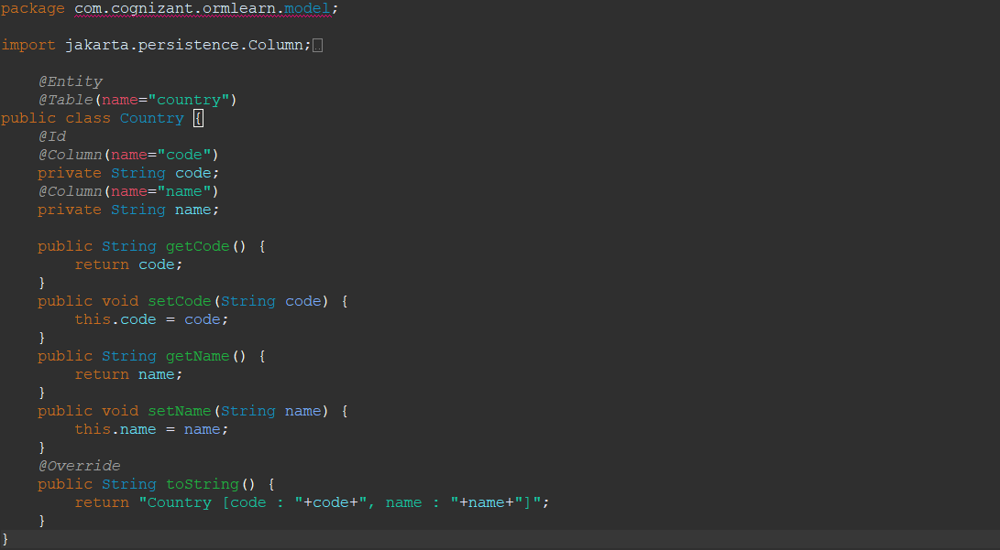 package com.cognizant.ormlearn.model;
import jakarta.persistence.Column;
@Entity
@Table(name="country")
public class Country {
@Id
@Column(name="code")
private String code;
@Column(name="name")
private String name;
public String getCode() {
return code;
}
public void setCode(String code) {
this.code = code;
}
public String getName() {
return name;
}
public void setName(String name) {
this.name = name;
}
@Override
public String toString() {
return "Country [code : "+code+", name : "+name+"]";
}
}